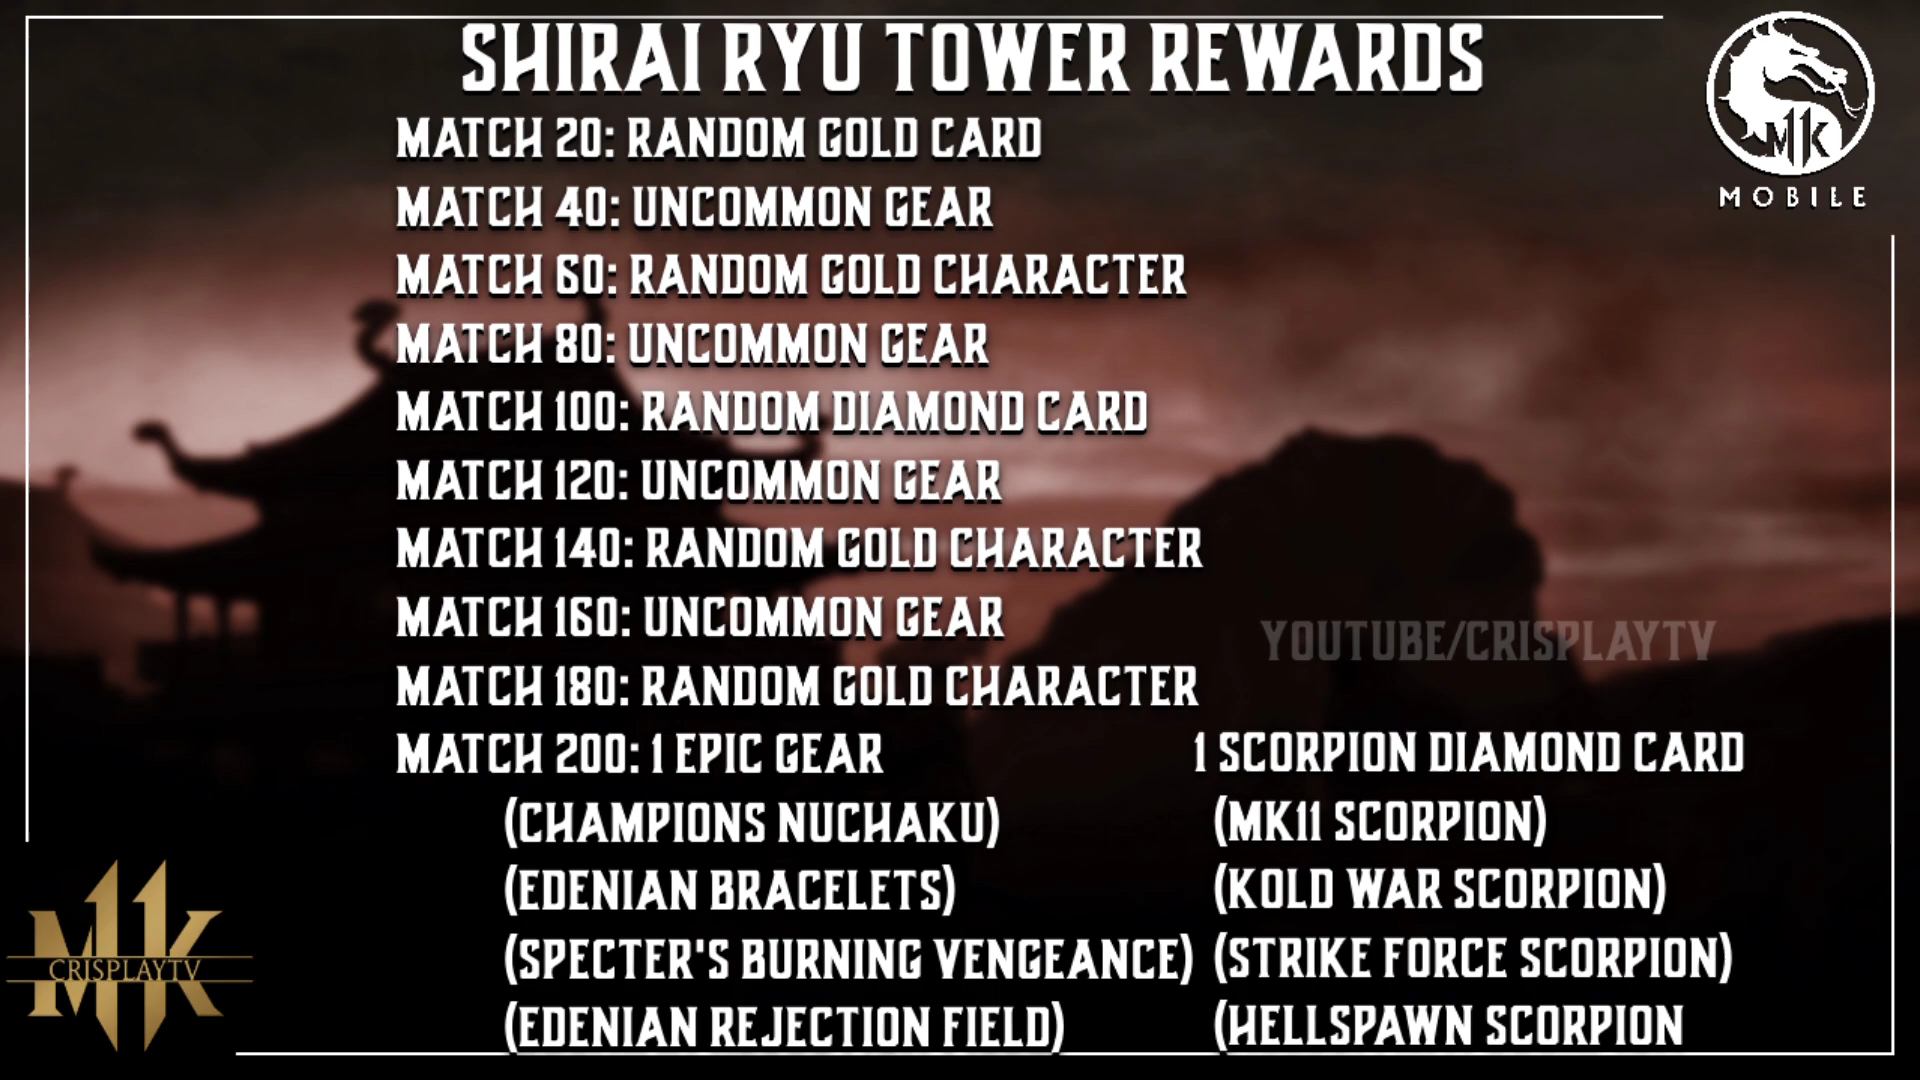 SHIRAI RYU TOWER REWARDS
MATCH 20: RANDOM GOLD CARD
MATCH 40: UNCOMMON GEAR
MATCH 60: RANDOM GOLD CHARACTER
MATCH 80: UNCOMMON GEAR
MATCH 100: RANDOM DIAMOND CARD
MATCH 120: UNCOMMON GEAR
MATCH 140: RANDOM GOLD CHARACTER
MATCH 160: UNCOMMON GEAR
MATCH 180: RANDOM GOLD CHARACTER
MATCH 200: 1 EPIC GEAR
(CHAMPIONS NUCHAKU)
(EDENIAN BRACELETS)
(SPECTER'S BURNING VENGEANCE)
(EDENIAN REJECTION FIELD)
1 SCORPION DIAMOND CARD
(MK11 SCORPION)
(KOLD WAR SCORPION)
(STRIKE FORCE SCORPION)
(HELLSPAWN SCORPION
YOUTUBE/CRISPLAYTV
MK11
MOBILE
MK11
CRISPLAYTV